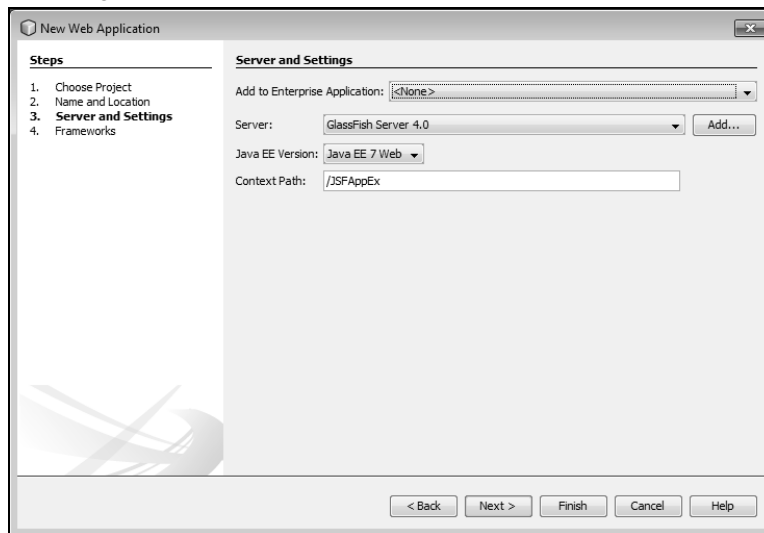 New Web Application
Steps
1. Choose Project
2. Name and Location
3. Server and Settings
4. Frameworks
Server and Settings
Add to Enterprise Application: <None>
Server: GlassFish Server 4.0 Add...
Java EE Version: Java EE 7 Web
Context Path: /JSFAppEx
< Back Next > Finish Cancel Help